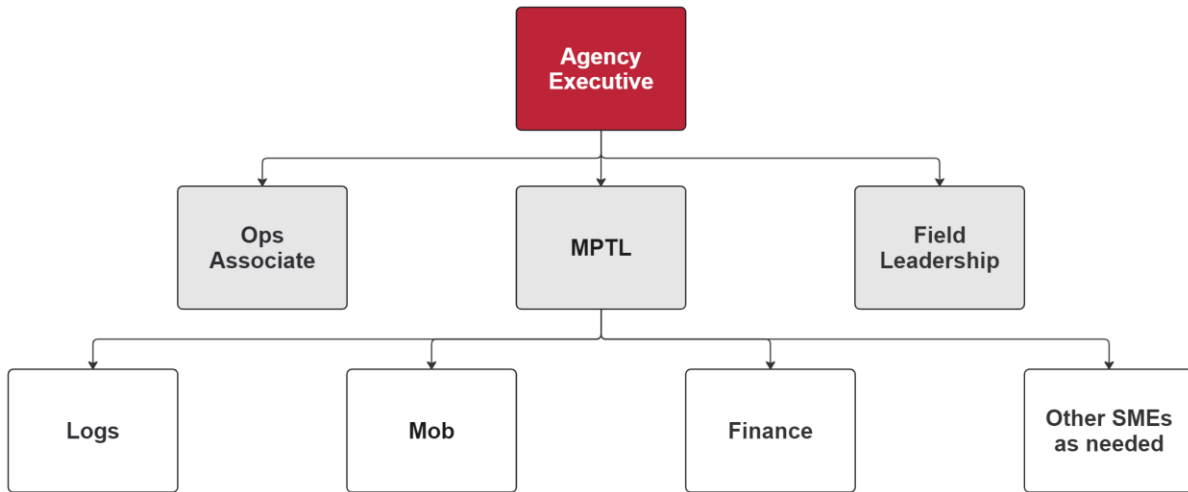 Agency
Executive
Ops
Associate
MPTL
Field
Leadership
Logs
Mob
Finance
Other SMEs
as needed